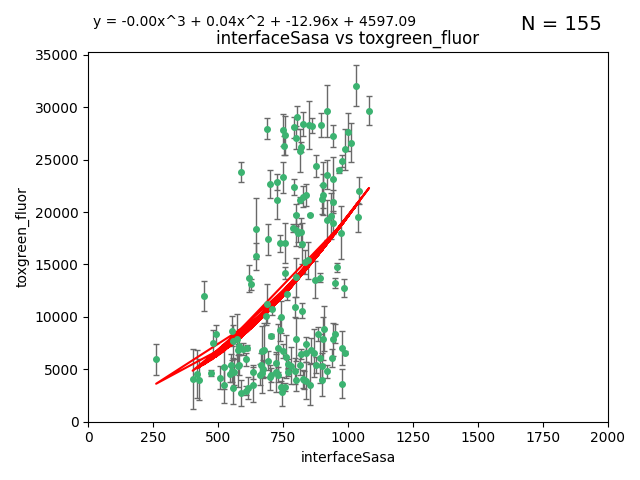 y = -0.00x^3 + 0.04x^2 + -12.96x + 4597.09
N = 155
interfaceSasa vs toxgreen_fluor
35000
30000
25000
20000
15000
10000
5000
0
toxgreen_fluor
0 250 500 750 1000 1250 1500 1750 2000
interfaceSasa